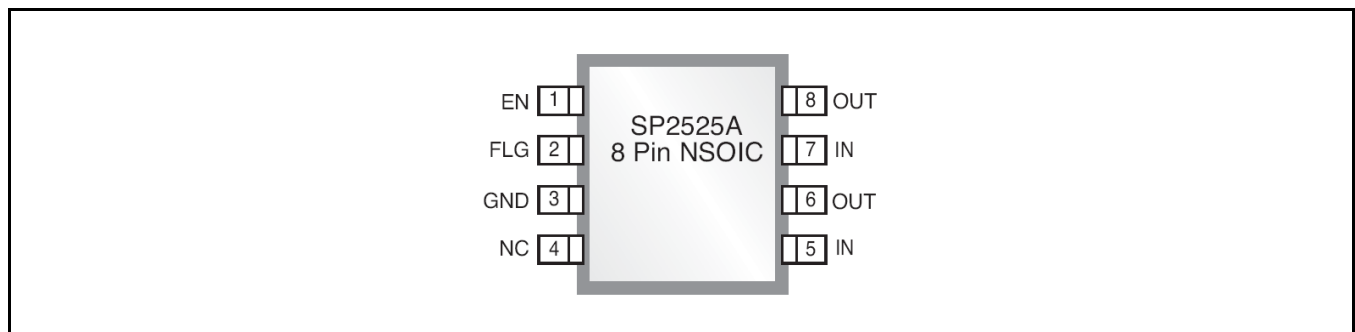 SP2525A
8 Pin NSOIC
EN 1
FLG 2
GND 3
NC 4
8 OUT
7 IN
6 OUT
5 IN